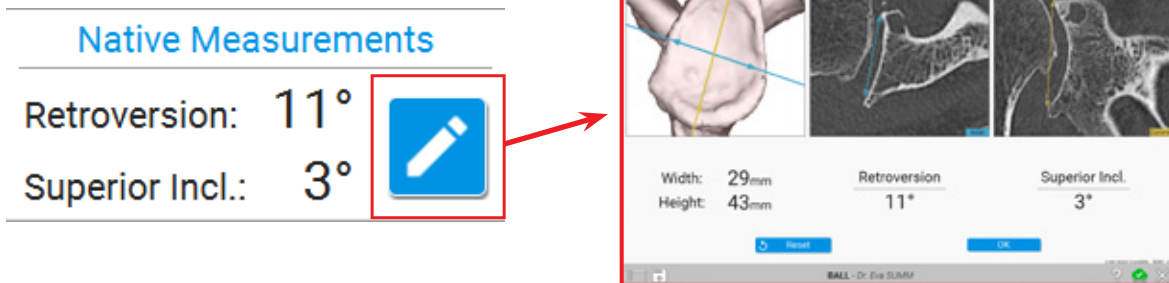 Native Measurements
Retroversion: 11°
Superior Incl.: 3°
Width: 29mm
Height: 43mm
Retroversion
11°
Superior Incl.
3°
Reset
OK
BALL - Dr. Eva SUMM
?